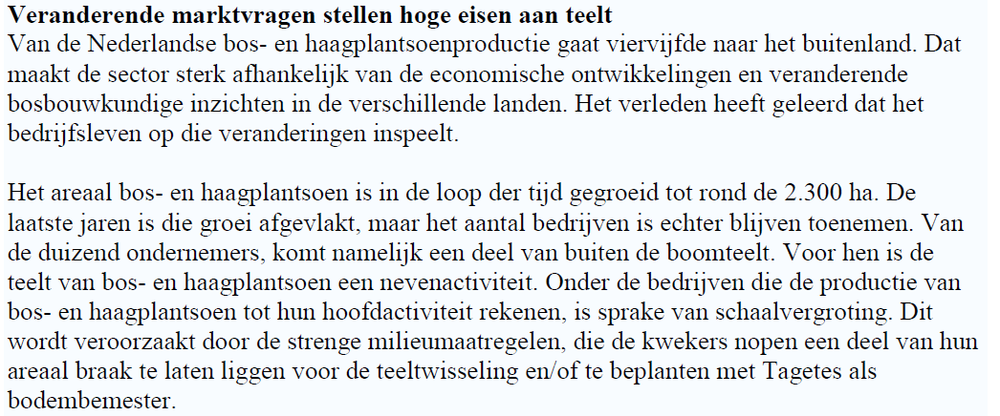 Veranderende marktvragen stellen hoge eisen aan teelt
Van de Nederlandse bos- en haagplantsoenproductie gaat viervijfde naar het buitenland. Dat
maakt de sector sterk afhankelijk van de economische ontwikkelingen en veranderende
bosbouwkundige inzichten in de verschillende landen. Het verleden heeft geleerd dat het
bedrijfsleven op die veranderingen inspeelt.
Het areaal bos- en haagplantsoen is in de loop der tijd gegroeid tot rond de 2.300 ha. De
laatste jaren is die groei afgevlakt, maar het aantal bedrijven is echter blijven toenemen. Van
de duizend ondernemers, komt namelijk een deel van buiten de boomteelt. Voor hen is de
teelt van bos- en haagplantsoen een nevenactiviteit. Onder de bedrijven die de productie van
bos- en haagplantsoen tot hun hoofdactiviteit rekenen, is sprake van schaalvergroting. Dit
wordt veroorzaakt door de strenge milieumaatregelen, die de kwekers nopen een deel van hun
areaal braak te laten liggen voor de teeltwisseling en/of te beplanten met Tagetes als
bodembemester.